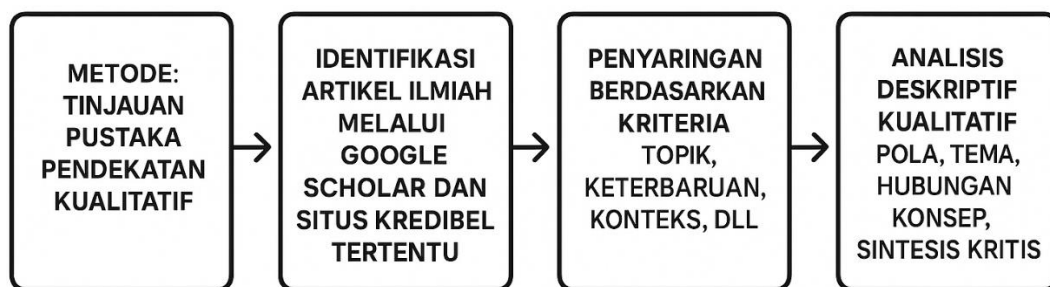 METODE:
TINJAUAN
PUSTAKA
PENDEKATAN
KUALITATIF
IDENTIFIKASI
ARTIKEL ILMIAH
MELALUI
GOOGLE
SCHOLAR DAN
SITUS KREDIBEL
TERTENTU
PENYARINGAN
BERDASARKAN
KRITERIA
TOPIK,
KETERBARUAN,
KONTEKS, DLL
ANALISIS
DESKRIPTIF
KUALITATIF
POLA, TEMA,
HUBUNGAN
KONSEP,
SINTESIS KRITIS